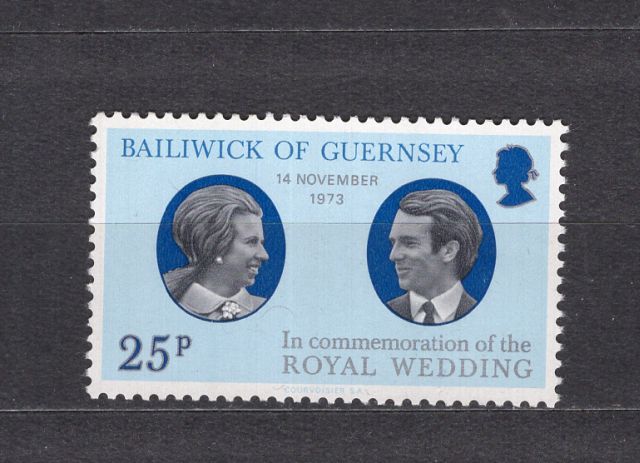 BAILIWICK OF GUERNSEY
14 NOVEMBER
1973
25P
In commemoration of the
ROYAL WEDDING
COURVOISIER S.A.